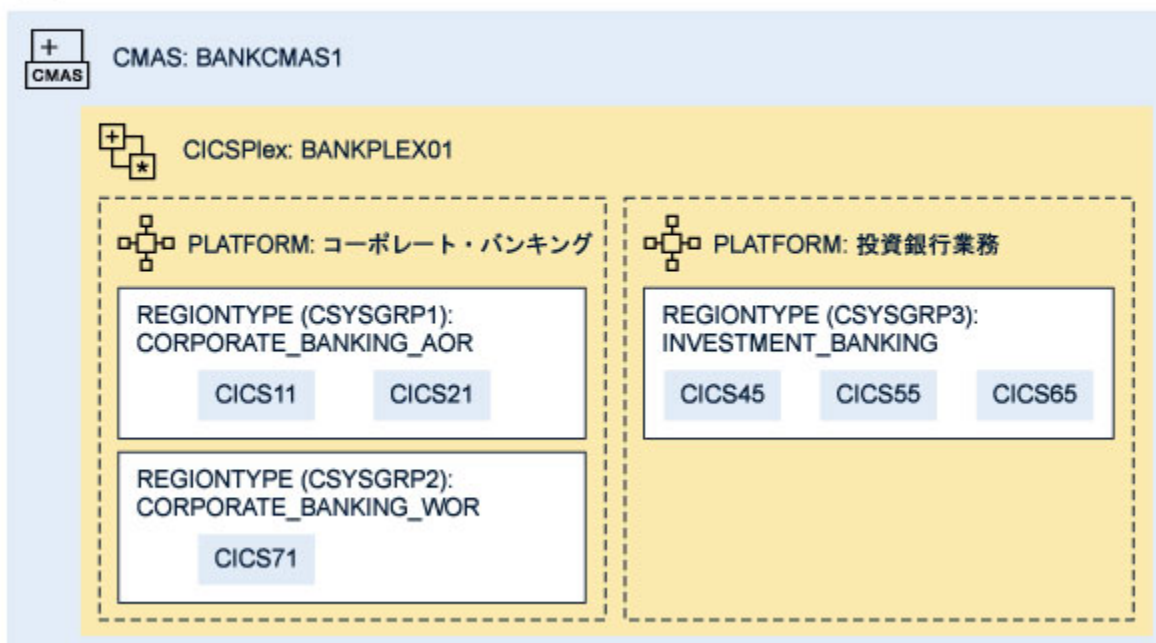 +
CMAS
CMAS: BANKCMAS1
+
*
CICSPlex: BANKPLEX01
PLATFORM: コーポレート・バンキング
REGIONTYPE (CSYSGRP1):
CORPORATE_BANKING_AOR
CICS11
CICS21
REGIONTYPE (CSYSGRP2):
CORPORATE_BANKING_WOR
CICS71
PLATFORM: 投資銀行業務
REGIONTYPE (CSYSGRP3):
INVESTMENT_BANKING
CICS45
CICS55
CICS65